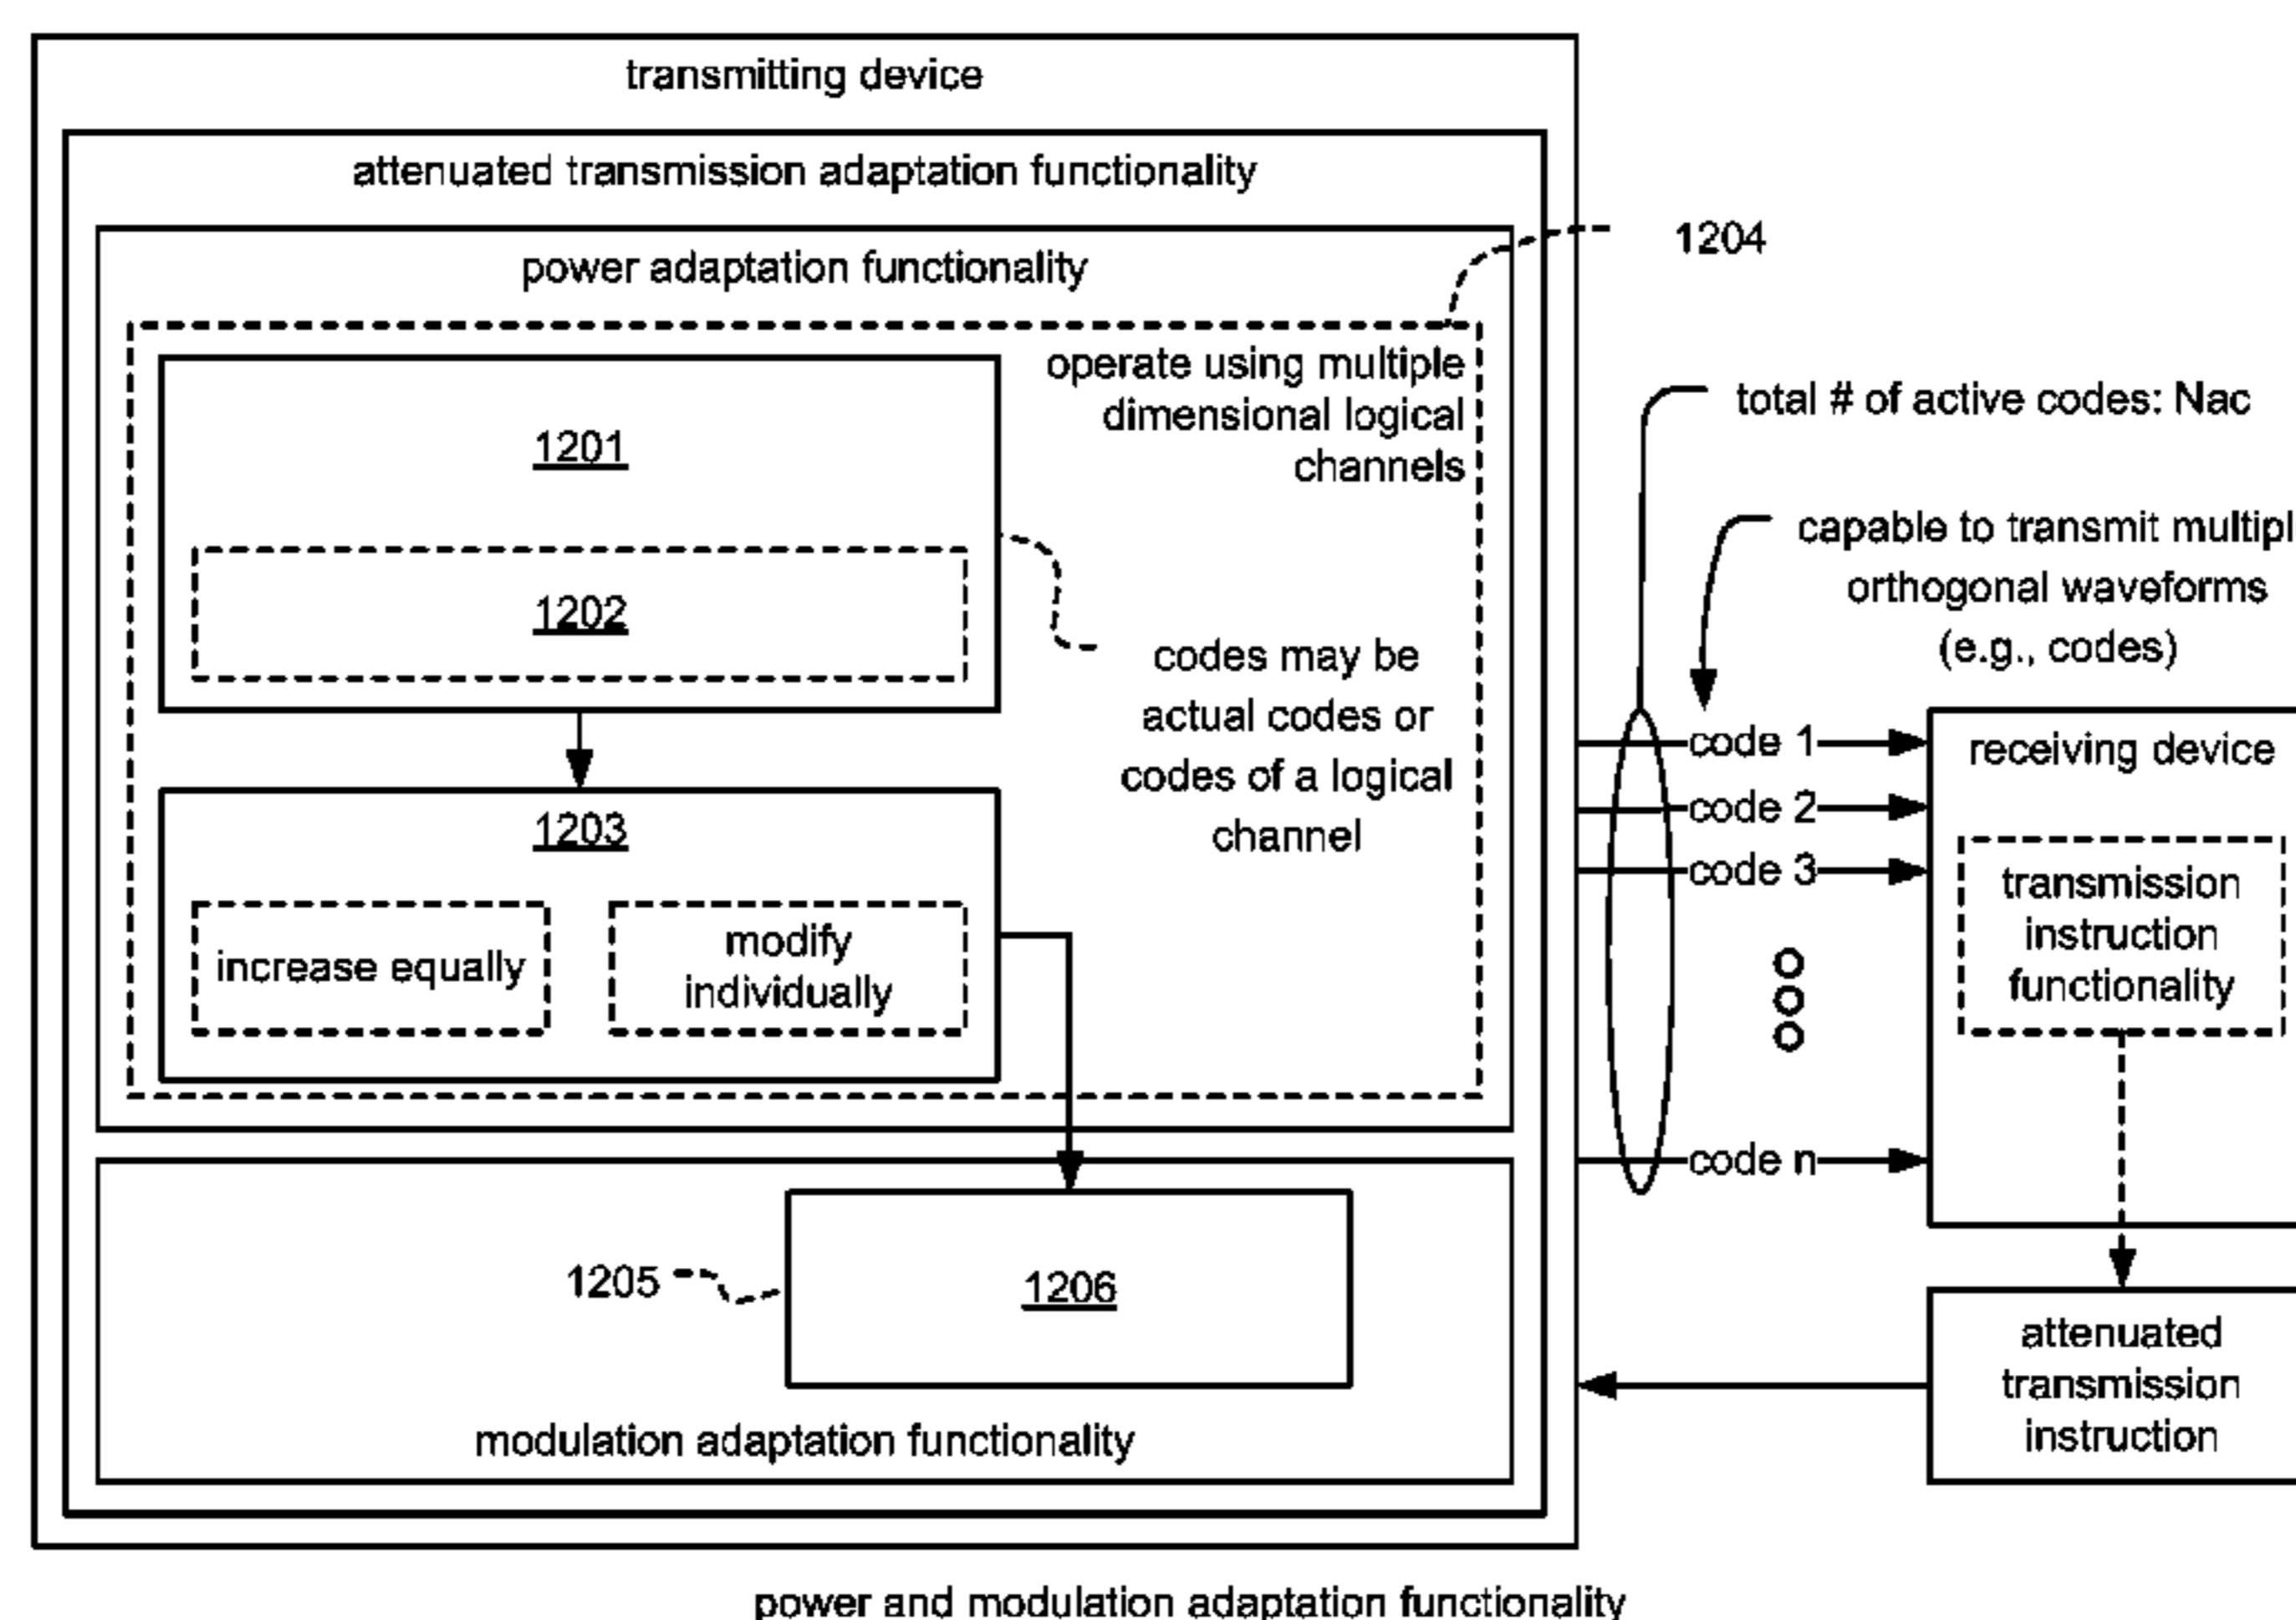 transmitting device
attenuated transmission adaptation functionality
power adaptation functionality
1204
operate using multiple
dimensional logical
channels
1201
1202
codes may be
actual codes or
codes of a logical
channel
1203
increase equally
modify
individually
1205
1206
modulation adaptation functionality
total # of active codes: Nac
capable to transmit multipl
orthogonal waveforms
(e.g., codes)
code 1
code 2
code 3
code n
receiving device
transmission
instruction
functionality
attenuated
transmission
instruction
power and modulation adaptation functionality